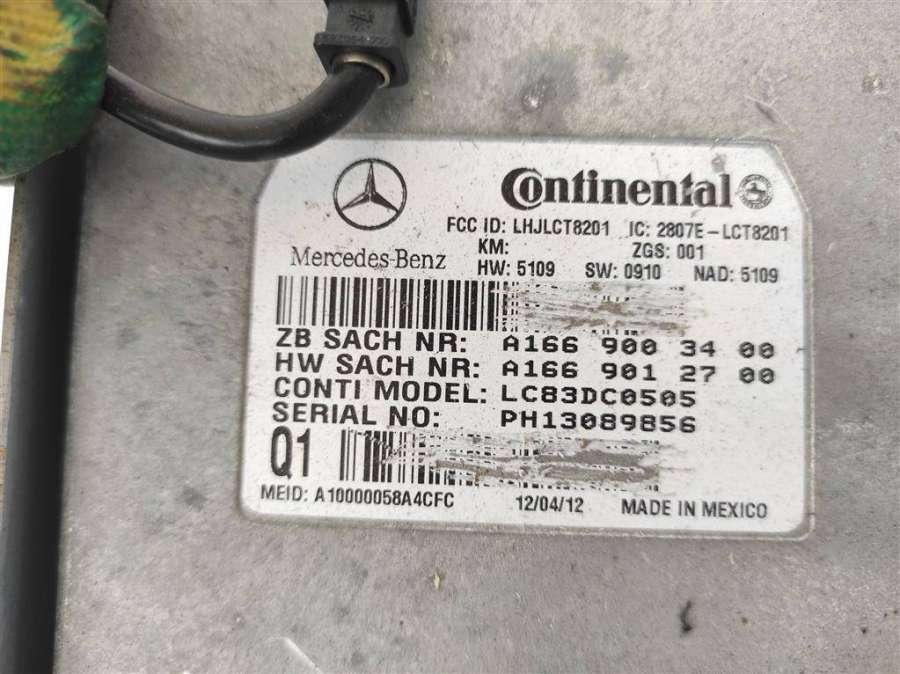 Continental
FCC ID: LHJLCT8201 IC: 2807E-LCT8201
KM: ZGS: 001
Mercedes-Benz
HW: 5109 SW: 0910 NAD: 5109
ZB SACH NR: A166 900 34 00
HW SACH NR: A166 901 27 00
CONTI MODEL: LC83DC0505
SERIAL NO: PH13089856
Q1
MEID: A10000058A4CFC 12/04/12 MADE IN MEXICO